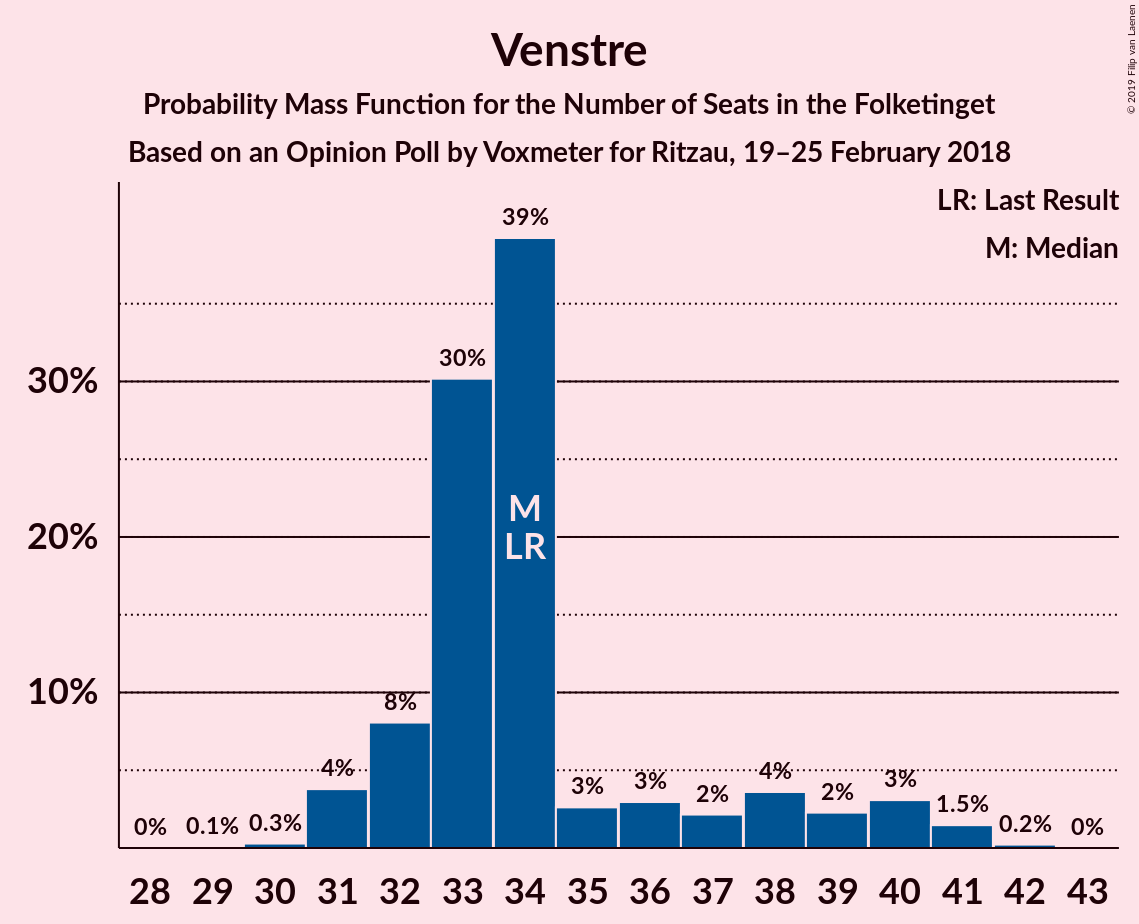 Venstre
Probability Mass Function for the Number of Seats in the Folketinget
Based on an Opinion Poll by Voxmeter for Ritzau, 19–25 February 2018
© 2019 Filip van Laenen
LR: Last Result
M: Median
30%
20%
10%
0%
0.1%
0.3%
4%
8%
30%
39%
M
LR
3%
3%
2%
4%
2%
3%
1.5%
0.2%
0%
28 29 30 31 32 33 34 35 36 37 38 39 40 41 42 43